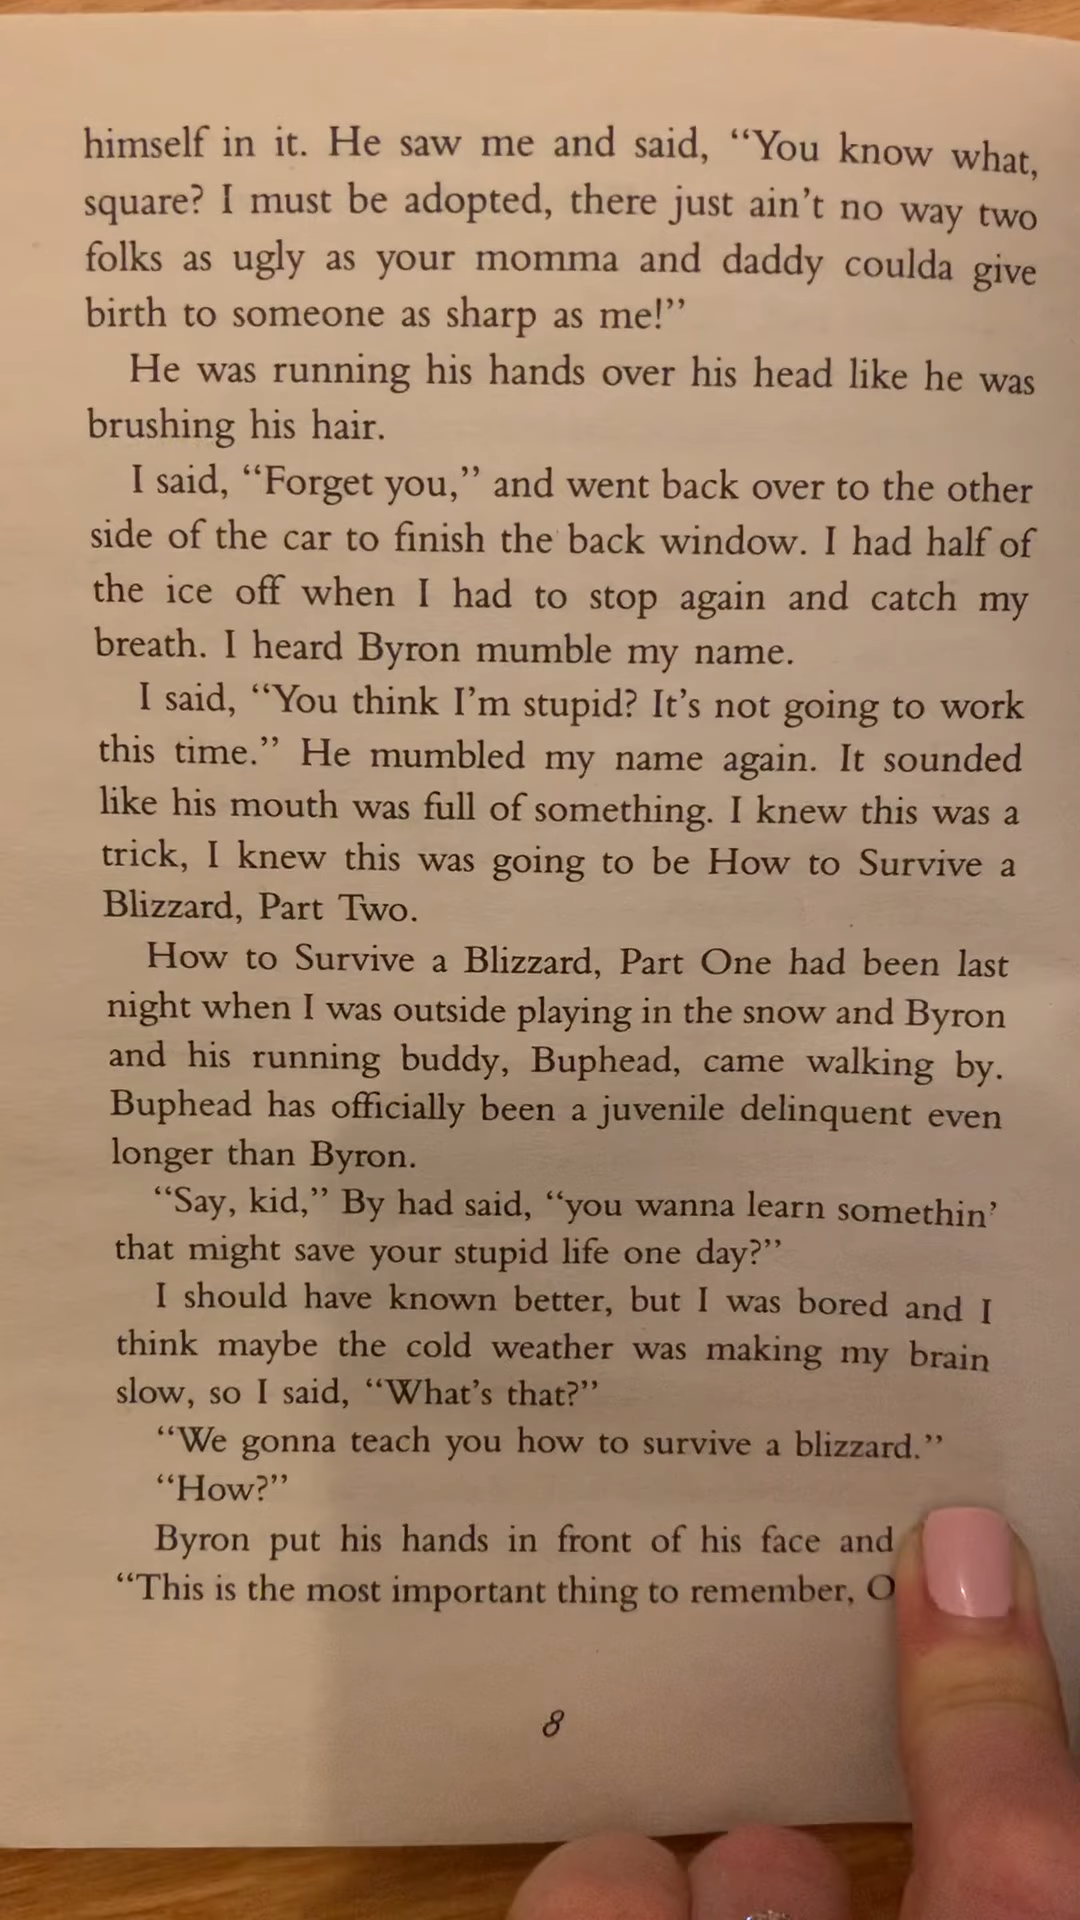 himself in it. He saw me and said, “You know what,
square? I must be adopted, there just ain’t no way two
folks as ugly as your momma and daddy coulda give
birth to someone as sharp as me!”
He was running his hands over his head like he was
brushing his hair.
I said, “Forget you,” and went back over to the other
side of the car to finish the back window. I had half of
the ice off when I had to stop again and catch my
breath. I heard Byron mumble my name.
I said, “You think I’m stupid? It’s not going to work
this time.” He mumbled my name again. It sounded
like his mouth was full of something. I knew this was a
trick, I knew this was going to be How to Survive a
Blizzard, Part Two.
How to Survive a Blizzard, Part One had been last
night when I was outside playing in the snow and Byron
and his running buddy, Buphead, came walking by.
Buphead has officially been a juvenile delinquent even
longer than Byron.
“Say, kid,” By had said, “you wanna learn somethin’
that might save your stupid life one day?”
I should have known better, but I was bored and I
think maybe the cold weather was making my brain
slow, so I said, “What’s that?”
“We gonna teach you how to survive a blizzard.”
“How?”
Byron put his hands in front of his face and
“This is the most important thing to remember, O
8